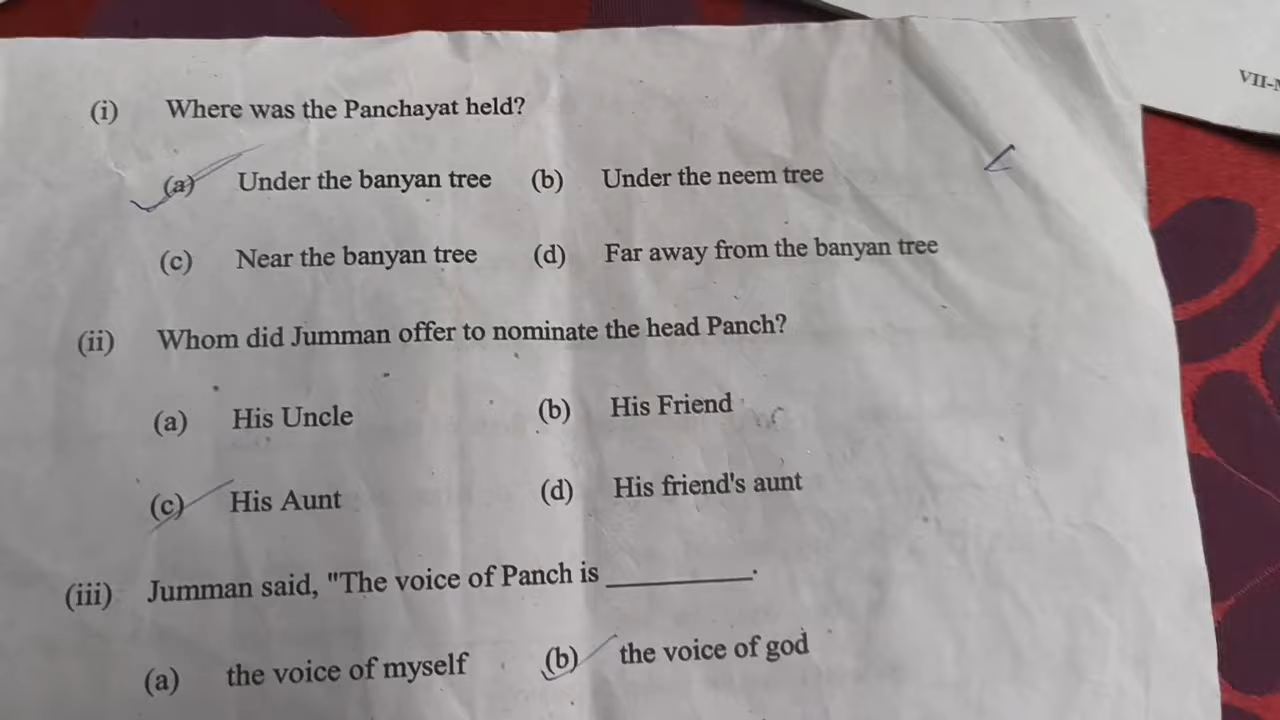 VII-
(i) Where was the Panchayat held?
(a) Under the banyan tree (b) Under the neem tree
(c) Near the banyan tree (d) Far away from the banyan tree
(ii) Whom did Jumman offer to nominate the head Panch?
(a) His Uncle (b) His Friend
(c) His Aunt (d) His friend's aunt
(iii) Jumman said, "The voice of Panch is __________.
(a) the voice of myself (b) the voice of god